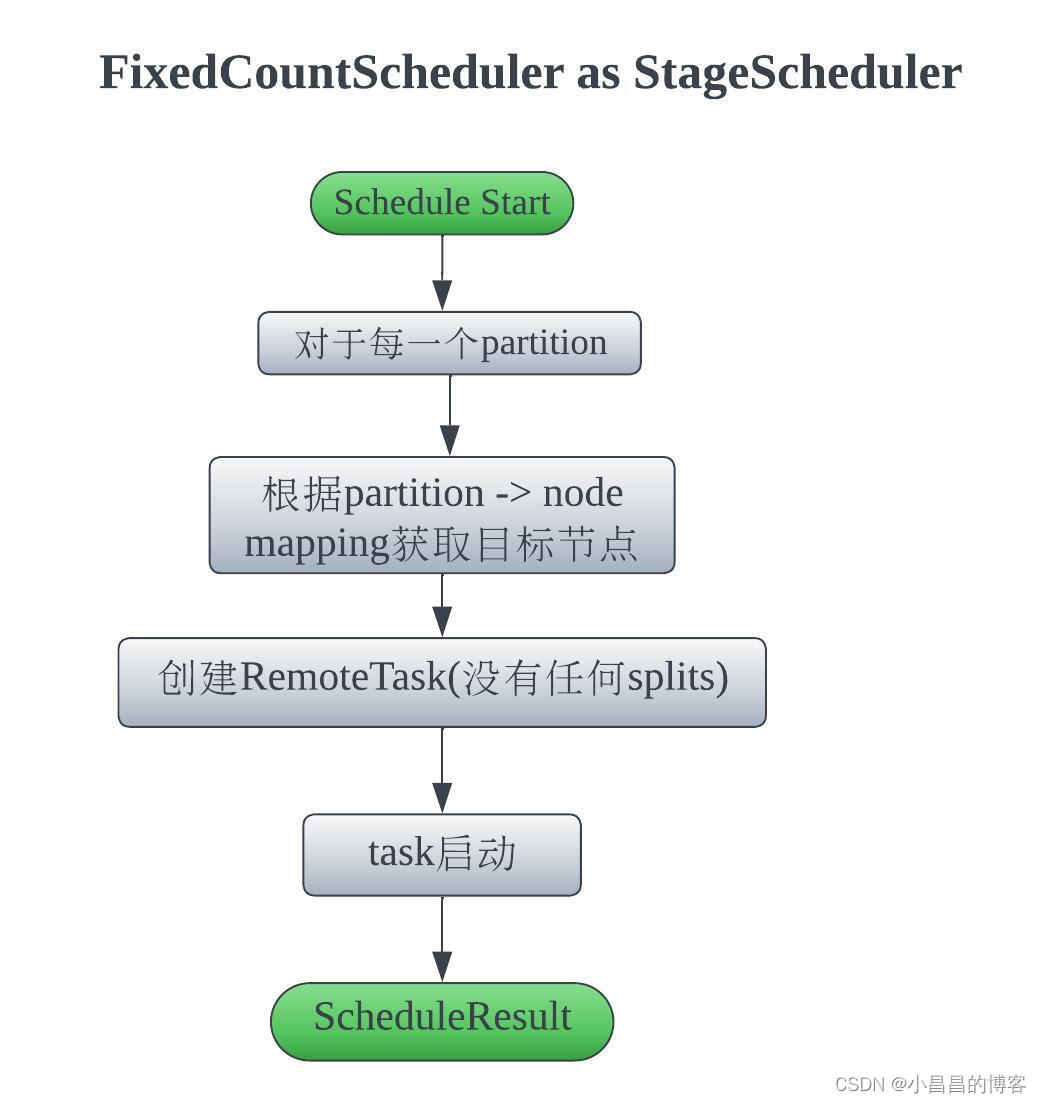 FixedCountScheduler as StageScheduler
Schedule Start
对于每一个partition
根据partition -> node
mapping获取目标节点
创建RemoteTask(没有任何splits)
task启动
ScheduleResult
CSDN @小昌昌的博客